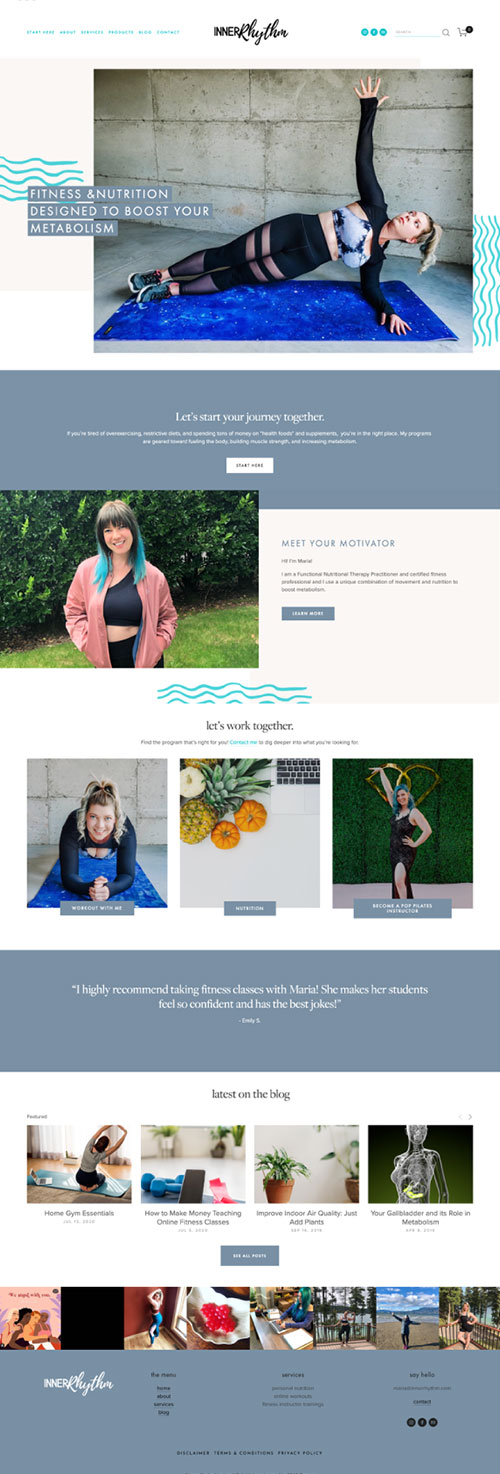 START HERE ABOUT SERVICES PRODUCTS BLOG CONTACT
INNER Rhythm
SEARCH
0
FITNESS &NUTRITION
DESIGNED TO BOOST YOUR
METABOLISM
Let's start your journey together.
If you're tired of overexercising, restrictive diets, and spending tons of money on "health foods" and supplements, you're in the right place. My programs
are geared toward fueling the body, building muscle strength, and increasing metabolism.
START HERE
MEET YOUR MOTIVATOR
Hi! I'm Maria!
I am a Functional Nutritional Therapy Practitioner and certified fitness
professional and I use a unique combination of movement and nutrition to
boost metabolism.
LEARN MORE
let's work together.
Find the program that's right for you! Contact me to dig deeper into what you're looking for.
WORKOUT WITH ME
NUTRITION
BECOME A POP PILATES
INSTRUCTOR
“I highly recommend taking fitness classes with Maria! She makes her students
feel so confident and has the best jokes!”
- Emily S.
latest on the blog
Featured
Home Gym Essentials
JUL 13, 2020
How to Make Money Teaching
Online Fitness Classes
JUL 5, 2020
Improve Indoor Air Quality: Just
Add Plants
SEP 10, 2019
Your Gallbladder and its Role in
Metabolism
APR 8, 2019
SEE ALL POSTS
INNER Rhythm
the menu
home
about
services
blog
services
personal nutrition
online workouts
fitness instructor trainings
say hello
contact
DISCLAIMER TERMS & CONDITIONS PRIVACY POLICY